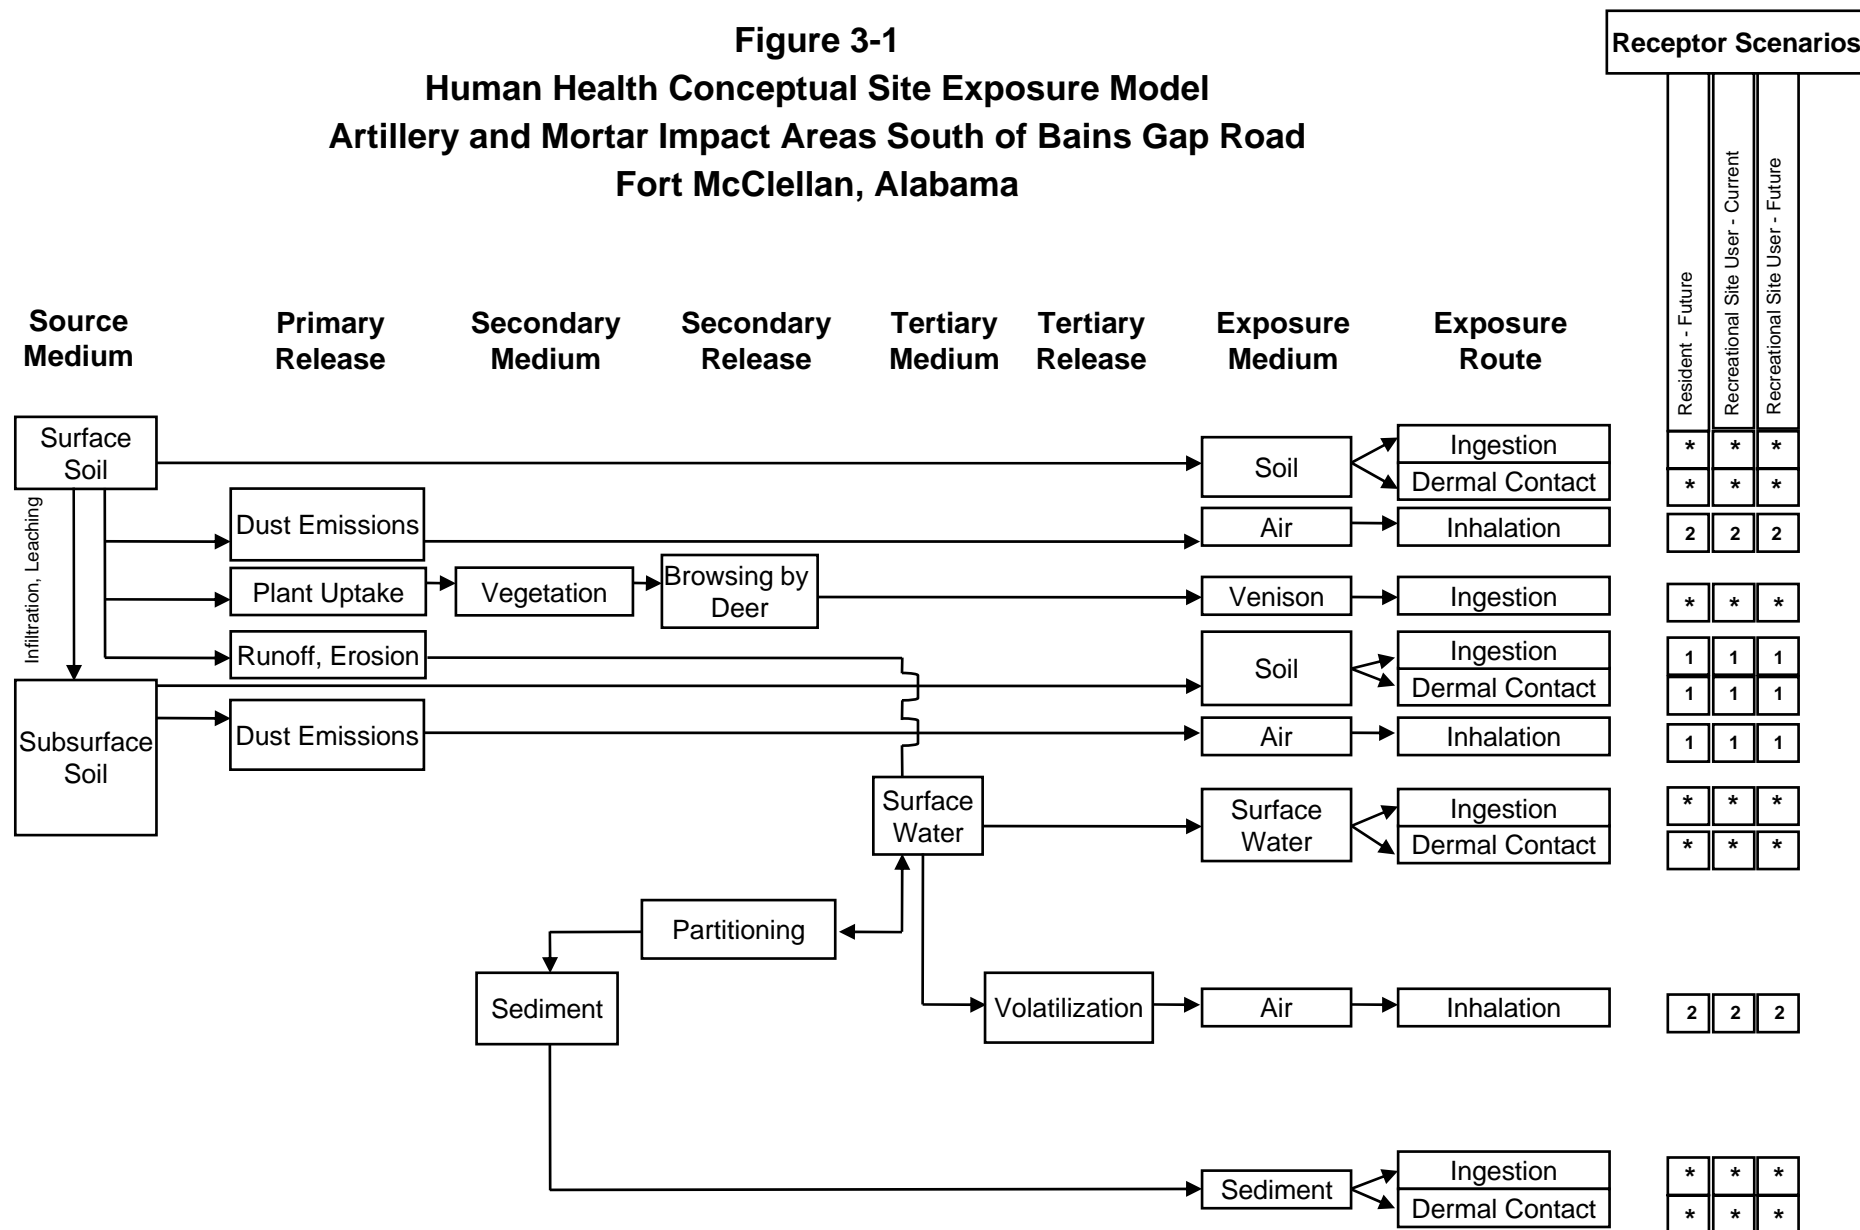 Figure 3-1
Human Health Conceptual Site Exposure Model
Artillery and Mortar Impact Areas South of Bains Gap Road
Fort McClellan, Alabama
Receptor Scenarios
Resident - Future
Recreational Site User - Current
Recreational Site User - Future
Source
Medium
Primary
Release
Secondary
Medium
Secondary
Release
Tertiary
Medium
Tertiary
Release
Exposure
Medium
Exposure
Route
Surface
Soil
Soil
Ingestion
* * *
Dermal Contact
* * *
Infiltration, Leaching
Dust Emissions
Air
Inhalation
2 2 2
Plant Uptake
Vegetation
Browsing by
Deer
Venison
Ingestion
* * *
Runoff, Erosion
Soil
Ingestion
1 1 1
Dermal Contact
1 1 1
Subsurface
Soil
Dust Emissions
Air
Inhalation
1 1 1
Surface
Water
Surface
Water
Ingestion
* * *
Dermal Contact
* * *
Partitioning
Sediment
Volatilization
Air
Inhalation
2 2 2
Sediment
Ingestion
* * *
Dermal Contact
* * *